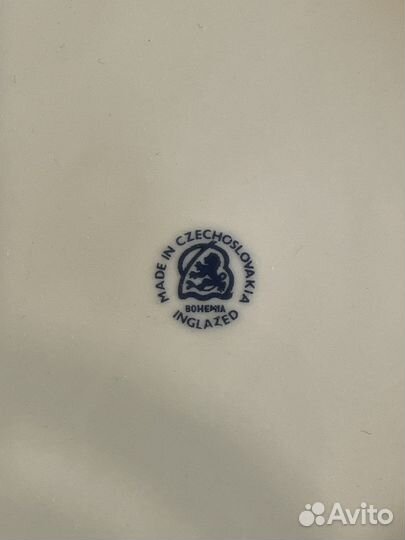 MADE IN CZECHOSLOVAKIA
BOHEMIA
INGLAZED
Avito